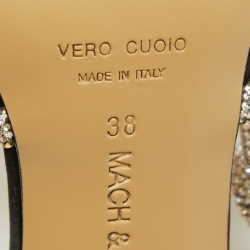 VERO CUOIO
MADE IN ITALY
38
MACH &